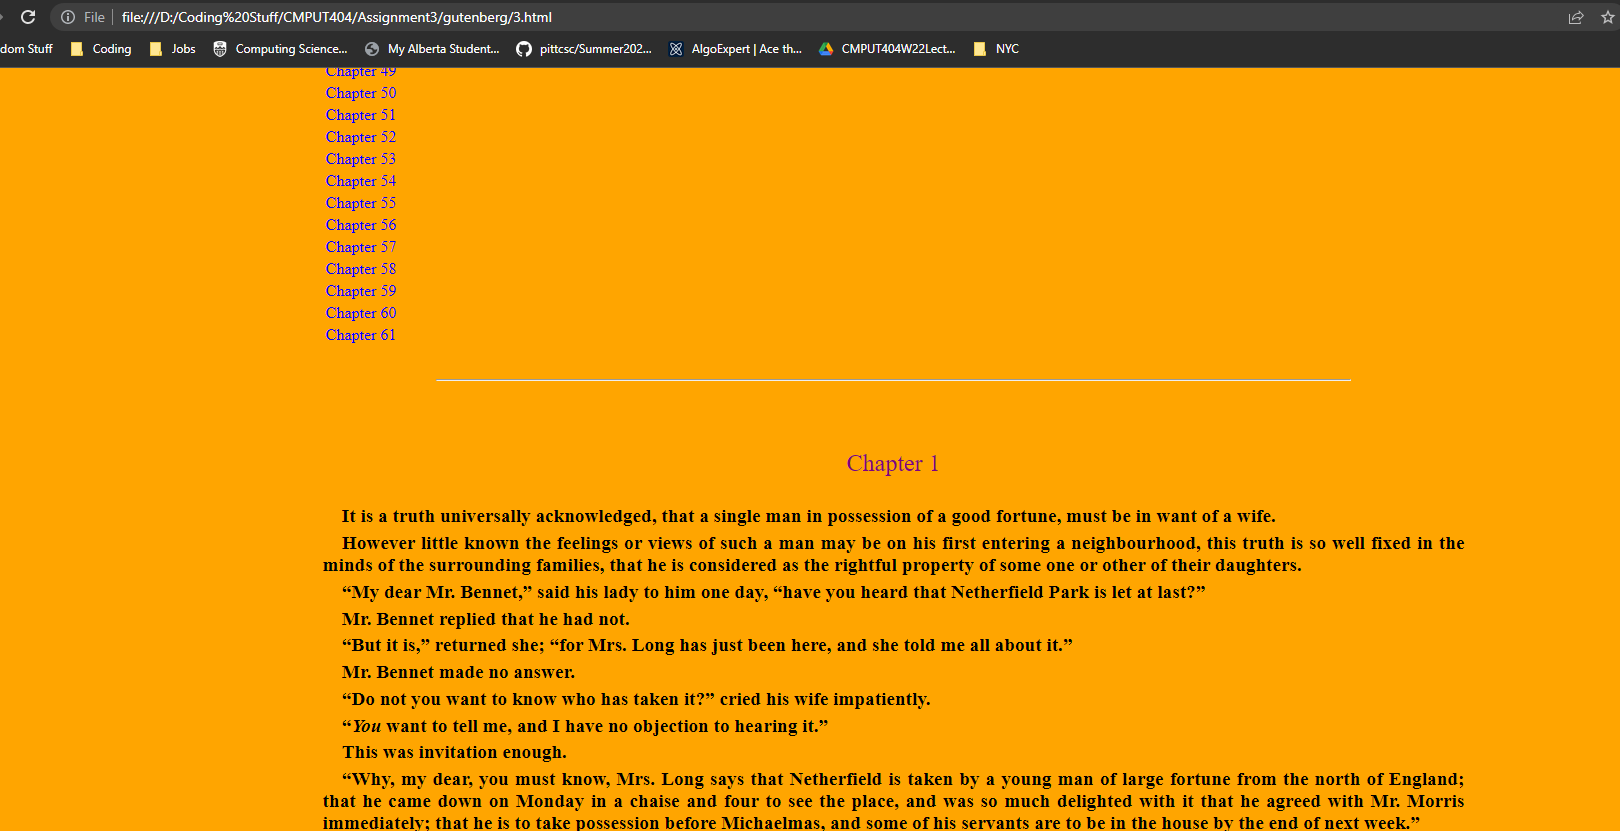 File | file:///D:/Coding%20Stuff/CMPUT404/Assignment3/gutenberg/3.html
dom Stuff Coding Jobs Computing Science... My Alberta Student... pittcsc/Summer202... AlgoExpert | Ace th... CMPUT404W22Lect... NYC
Chapter 49
Chapter 50
Chapter 51
Chapter 52
Chapter 53
Chapter 54
Chapter 55
Chapter 56
Chapter 57
Chapter 58
Chapter 59
Chapter 60
Chapter 61
Chapter 1
It is a truth universally acknowledged, that a single man in possession of a good fortune, must be in want of a wife.
However little known the feelings or views of such a man may be on his first entering a neighbourhood, this truth is so well fixed in the
minds of the surrounding families, that he is considered as the rightful property of some one or other of their daughters.
“My dear Mr. Bennet,” said his lady to him one day, “have you heard that Netherfield Park is let at last?”
Mr. Bennet replied that he had not.
“But it is,” returned she; “for Mrs. Long has just been here, and she told me all about it.”
Mr. Bennet made no answer.
“Do not you want to know who has taken it?” cried his wife impatiently.
“You want to tell me, and I have no objection to hearing it.”
This was invitation enough.
“Why, my dear, you must know, Mrs. Long says that Netherfield is taken by a young man of large fortune from the north of England;
that he came down on Monday in a chaise and four to see the place, and was so much delighted with it that he agreed with Mr. Morris
immediately; that he is to take possession before Michaelmas, and some of his servants are to be in the house by the end of next week.”